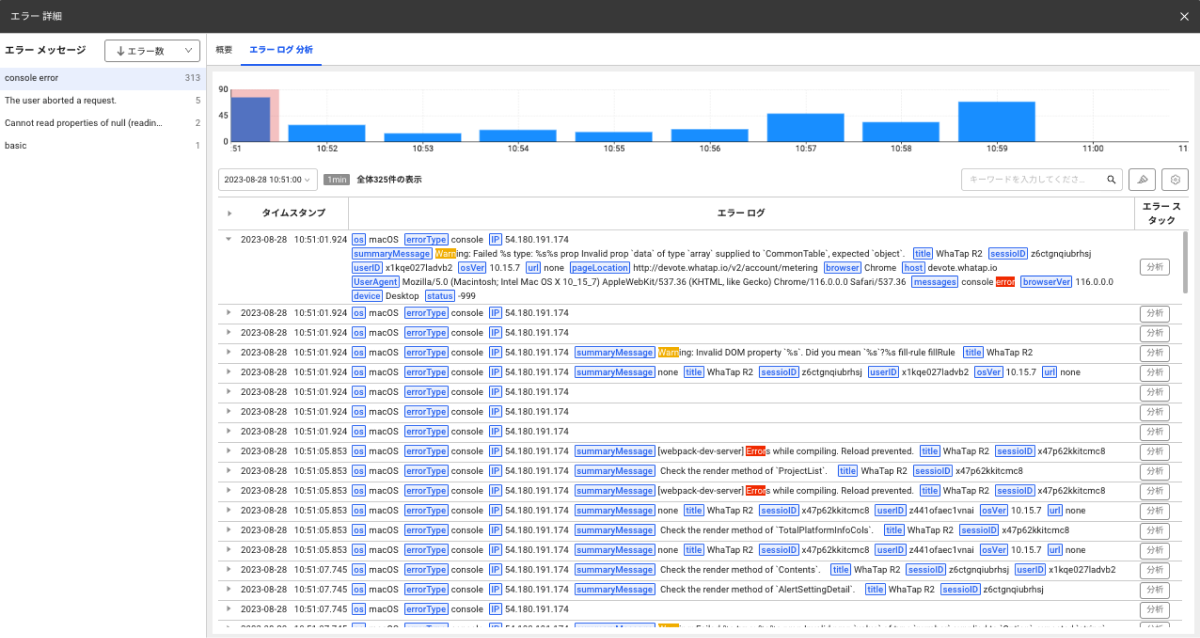 エラー 詳細
エラー メッセージ
エラー数
console error 313
The user aborted a request. 5
Cannot read properties of null (readin... 2
basic 1
概要 エラー ログ 分析
90
45
0
51 10:52 10:53 10:54 10:55 10:56 10:57 10:58 10:59 11:00 11
2023-08-28 10:51:00 1min 全体325件の表示 キーワードを入力してくださ...
タイムスタンプ エラー ログ エラー スタック
2023-08-28 10:51:01.924 os macOS errorType console IP 54.180.191.174
summaryMessage Warning: Failed %s type: %s%s prop Invalid prop `data` of type `array` supplied to `CommonTable`, expected `object`. title WhaTap R2 sessioID z6ctgnqiubrhsj
userID x1kqe027ladvb2 osVer 10.15.7 url none pageLocation http://devote.whatap.io/v2/account/metering browser Chrome host devote.whatap.io
UserAgent Mozilla/5.0 (Macintosh; Intel Mac OS X 10_15_7) AppleWebKit/537.36 (KHTML, like Gecko) Chrome/116.0.0.0 Safari/537.36 messages console error browserVer 116.0.0.0
device Desktop status -999
分析
2023-08-28 10:51:01.924 os macOS errorType console IP 54.180.191.174 分析
2023-08-28 10:51:01.924 os macOS errorType console IP 54.180.191.174 分析
2023-08-28 10:51:01.924 os macOS errorType console IP 54.180.191.174 summaryMessage Warning: Invalid DOM property `%s`. Did you mean `%s`?%s fill-rule fillRule title WhaTap R2 分析
2023-08-28 10:51:01.924 os macOS errorType console IP 54.180.191.174 summaryMessage none title WhaTap R2 sessioID z6ctgnqiubrhsj userID x1kqe027ladvb2 osVer 10.15.7 url none 分析
2023-08-28 10:51:01.924 os macOS errorType console IP 54.180.191.174 分析
2023-08-28 10:51:01.924 os macOS errorType console IP 54.180.191.174 分析
2023-08-28 10:51:01.924 os macOS errorType console IP 54.180.191.174 分析
2023-08-28 10:51:05.853 os macOS errorType console IP 54.180.191.174 summaryMessage [webpack-dev-server] Errors while compiling. Reload prevented. title WhaTap R2 sessioID x47p62kkitcmc8 分析
2023-08-28 10:51:05.853 os macOS errorType console IP 54.180.191.174 summaryMessage Check the render method of `ProjectList`. title WhaTap R2 sessioID x47p62kkitcmc8 分析
2023-08-28 10:51:05.853 os macOS errorType console IP 54.180.191.174 summaryMessage [webpack-dev-server] Errors while compiling. Reload prevented. title WhaTap R2 sessioID x47p62kkitcmc8 分析
2023-08-28 10:51:05.853 os macOS errorType console IP 54.180.191.174 summaryMessage none title WhaTap R2 sessioID x47p62kkitcmc8 userID z441ofaec1vnai osVer 10.15.7 url none 分析
2023-08-28 10:51:05.853 os macOS errorType console IP 54.180.191.174 summaryMessage Check the render method of `TotalPlatformInfoCols`. title WhaTap R2 sessioID x47p62kkitcmc8 分析
2023-08-28 10:51:05.853 os macOS errorType console IP 54.180.191.174 summaryMessage none title WhaTap R2 sessioID x47p62kkitcmc8 userID z441ofaec1vnai osVer 10.15.7 url none 分析
2023-08-28 10:51:07.745 os macOS errorType console IP 54.180.191.174 summaryMessage Check the render method of `Contents`. title WhaTap R2 sessioID z6ctgnqiubrhsj userID x1kqe027ladvb2 分析
2023-08-28 10:51:07.745 os macOS errorType console IP 54.180.191.174 summaryMessage Check the render method of `AlertSettingDetail`. title WhaTap R2 sessioID z6ctgnqiubrhsj 分析
2023-08-28 10:51:07.745 os macOS errorType console IP 54.180.191.174 分析